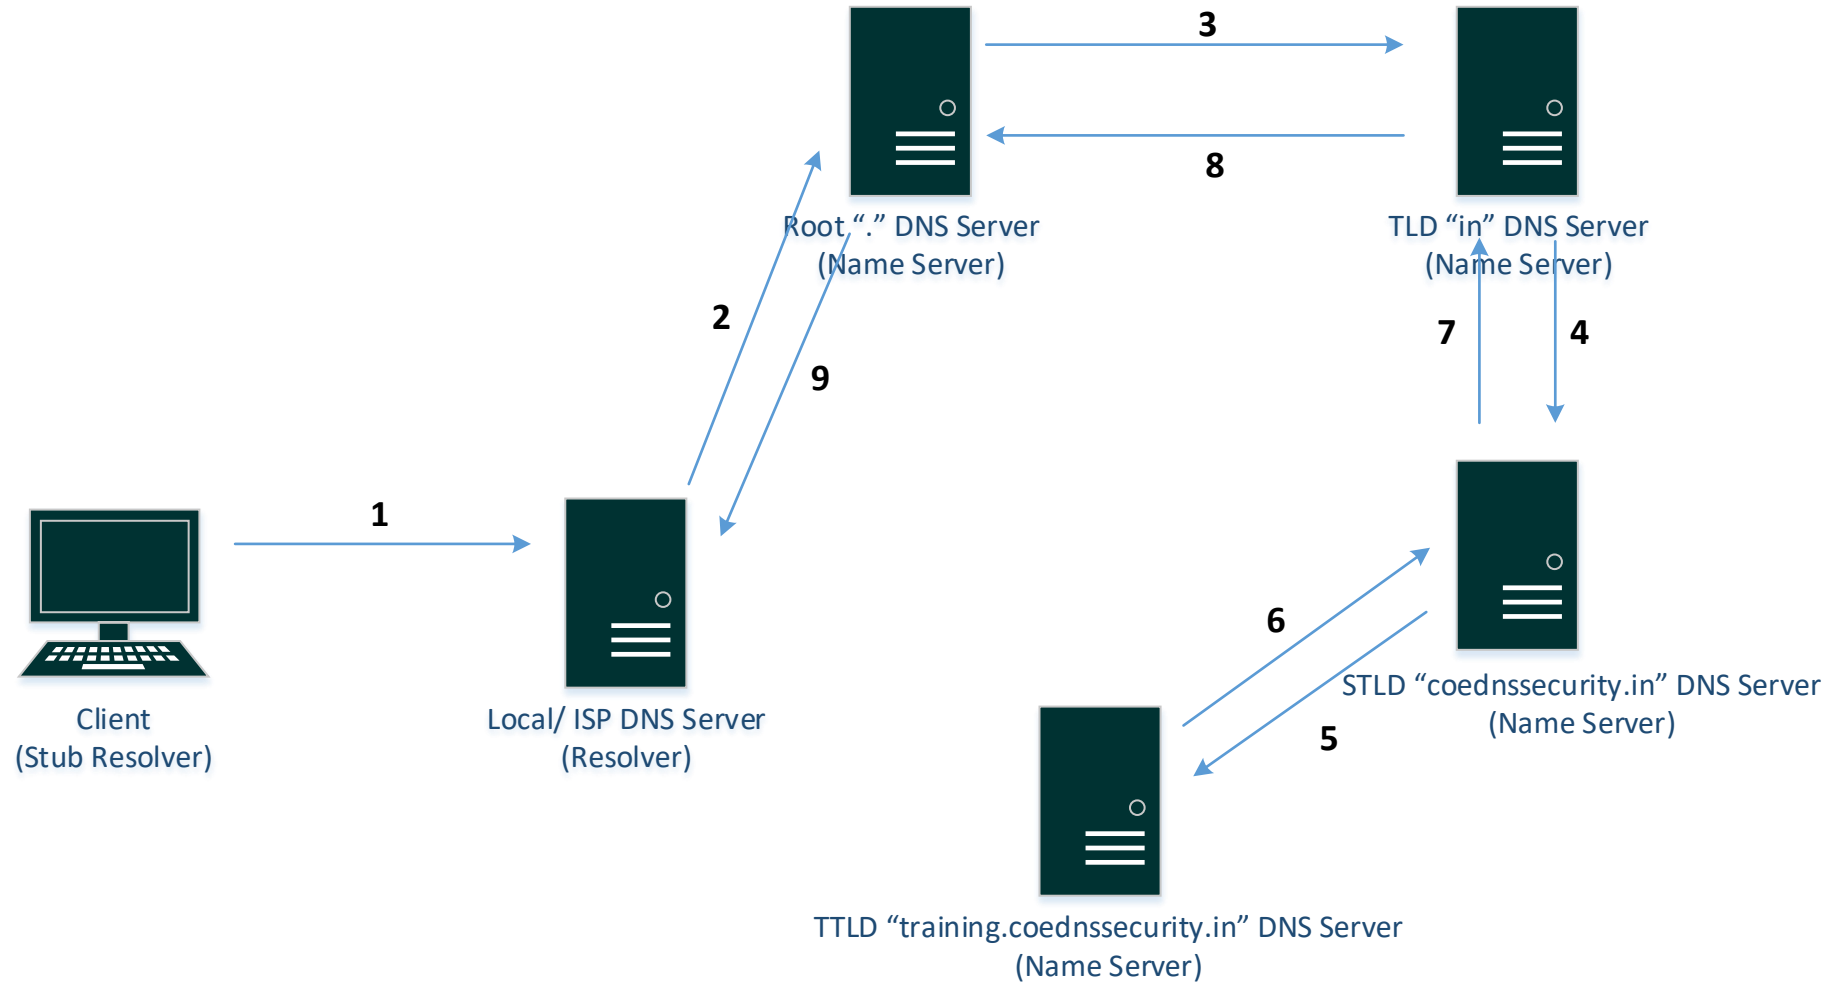 3
8
Root “.” DNS Server
(Name Server)
TLD “in” DNS Server
(Name Server)
2
9
7
4
1
Client
(Stub Resolver)
Local/ ISP DNS Server
(Resolver)
6
5
STLD “coednssecurity.in” DNS Server
(Name Server)
TTLD “training.coednssecurity.in” DNS Server
(Name Server)